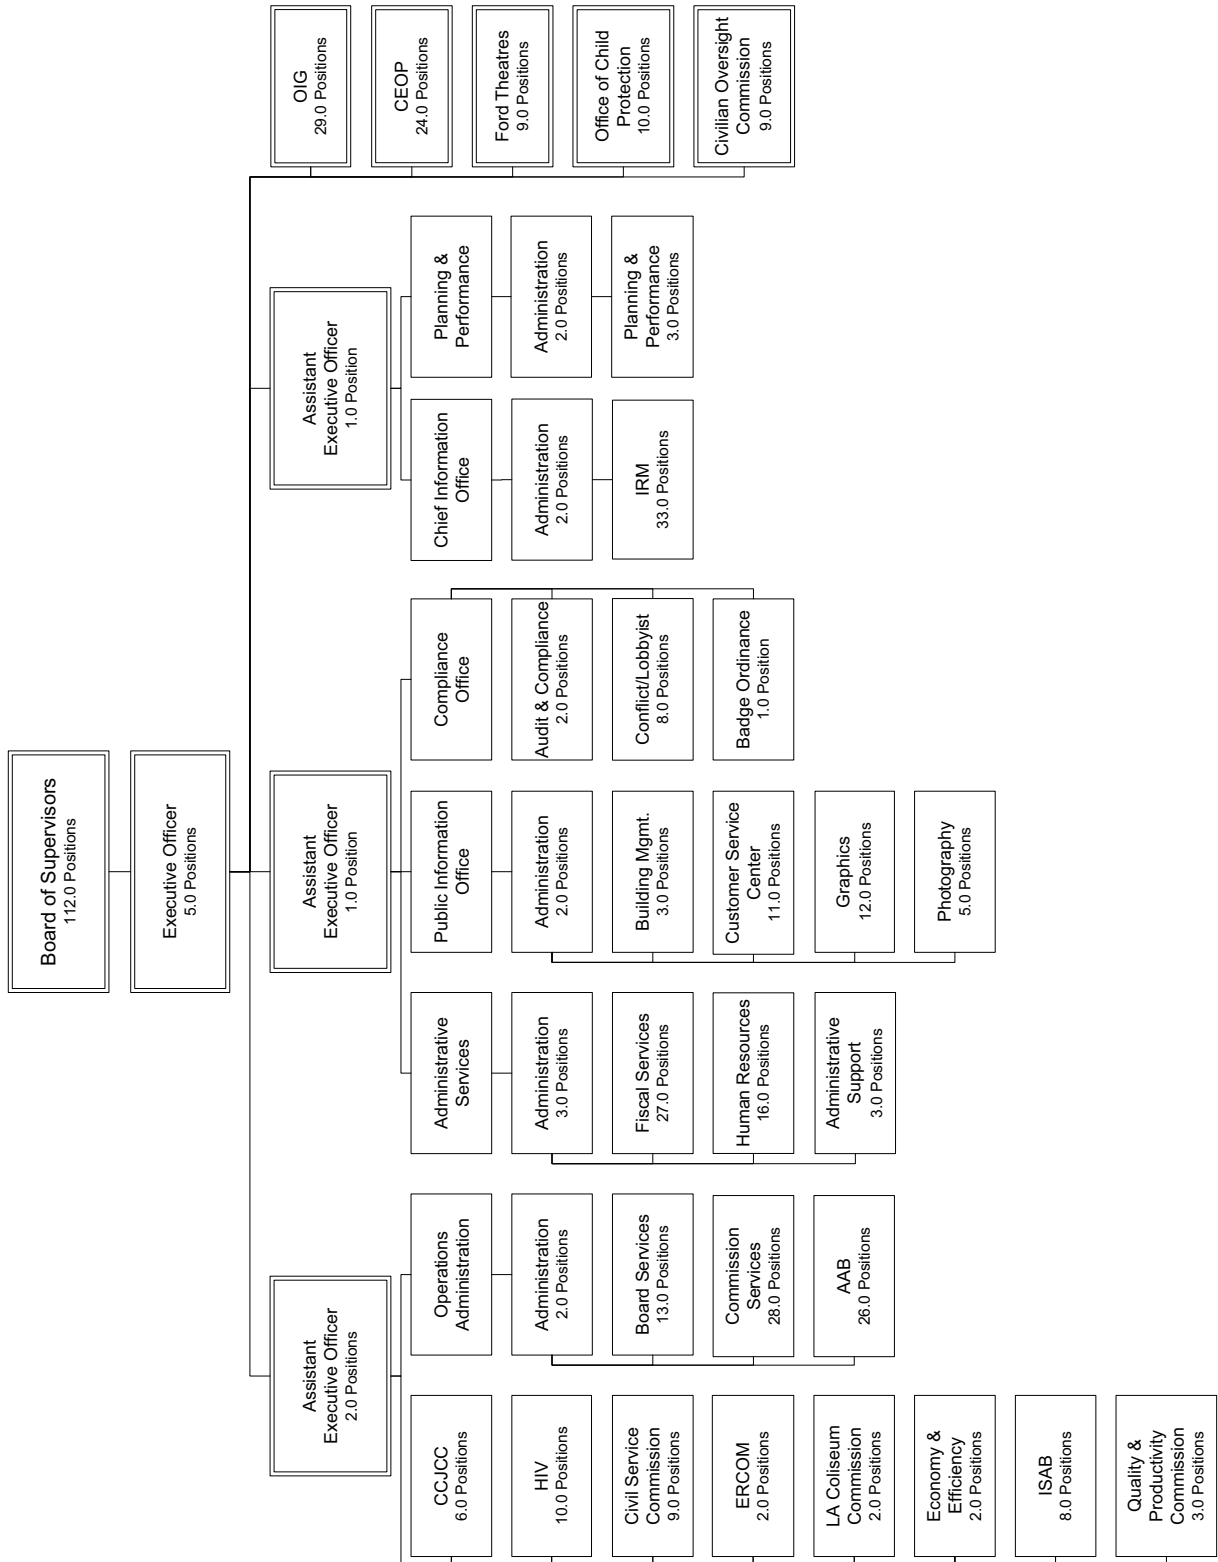 Board of Supervisors
112.0 Positions
Executive Officer
5.0 Positions
Assistant
Executive Officer
2.0 Positions
Assistant
Executive Officer
1.0 Position
Assistant
Executive Officer
1.0 Position
OIG
29.0 Positions
CEOP
24.0 Positions
Ford Theatres
9.0 Positions
Office of Child
Protection
10.0 Positions
Civilian Oversight
Commission
9.0 Positions
CCJCC
6.0 Positions
HIV
10.0 Positions
Civil Service
Commission
9.0 Positions
ERCOM
2.0 Positions
LA Coliseum
Commission
2.0 Positions
Economy &
Efficiency
2.0 Positions
ISAB
8.0 Positions
Quality &
Productivity
Commission
3.0 Positions
Operations
Administration
Administration
2.0 Positions
Board Services
13.0 Positions
Commission
Services
28.0 Positions
AAB
26.0 Positions
Administrative
Services
Administration
3.0 Positions
Fiscal Services
27.0 Positions
Human Resources
16.0 Positions
Administrative
Support
3.0 Positions
Public Information
Office
Administration
2.0 Positions
Building Mgmt.
3.0 Positions
Customer Service
Center
11.0 Positions
Graphics
12.0 Positions
Photography
5.0 Positions
Compliance
Office
Audit & Compliance
2.0 Positions
Conflict/Lobbyist
8.0 Positions
Badge Ordinance
1.0 Position
Chief Information
Office
Administration
2.0 Positions
IRM
33.0 Positions
Planning &
Performance
Administration
2.0 Positions
Planning &
Performance
3.0 Positions